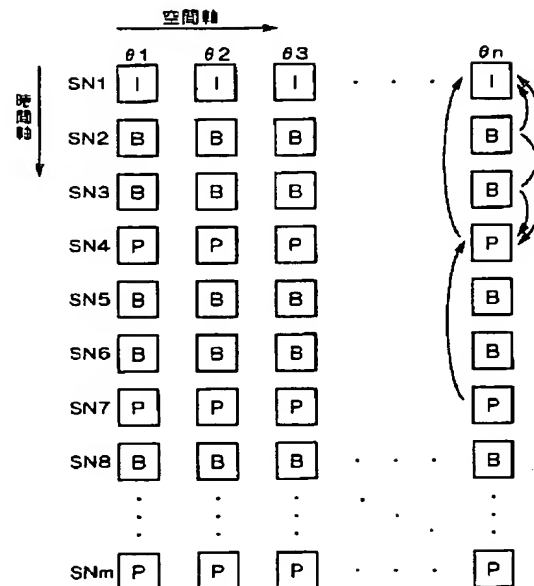 空間軸
時間軸
θ1 θ2 θ3 θn
SN1 I I I · · · I
SN2 B B B B
SN3 B B B B
SN4 P P P P
SN5 B B B B
SN6 B B B B
SN7 P P P P
SN8 B B B · · · B
SNm P P P · · · P